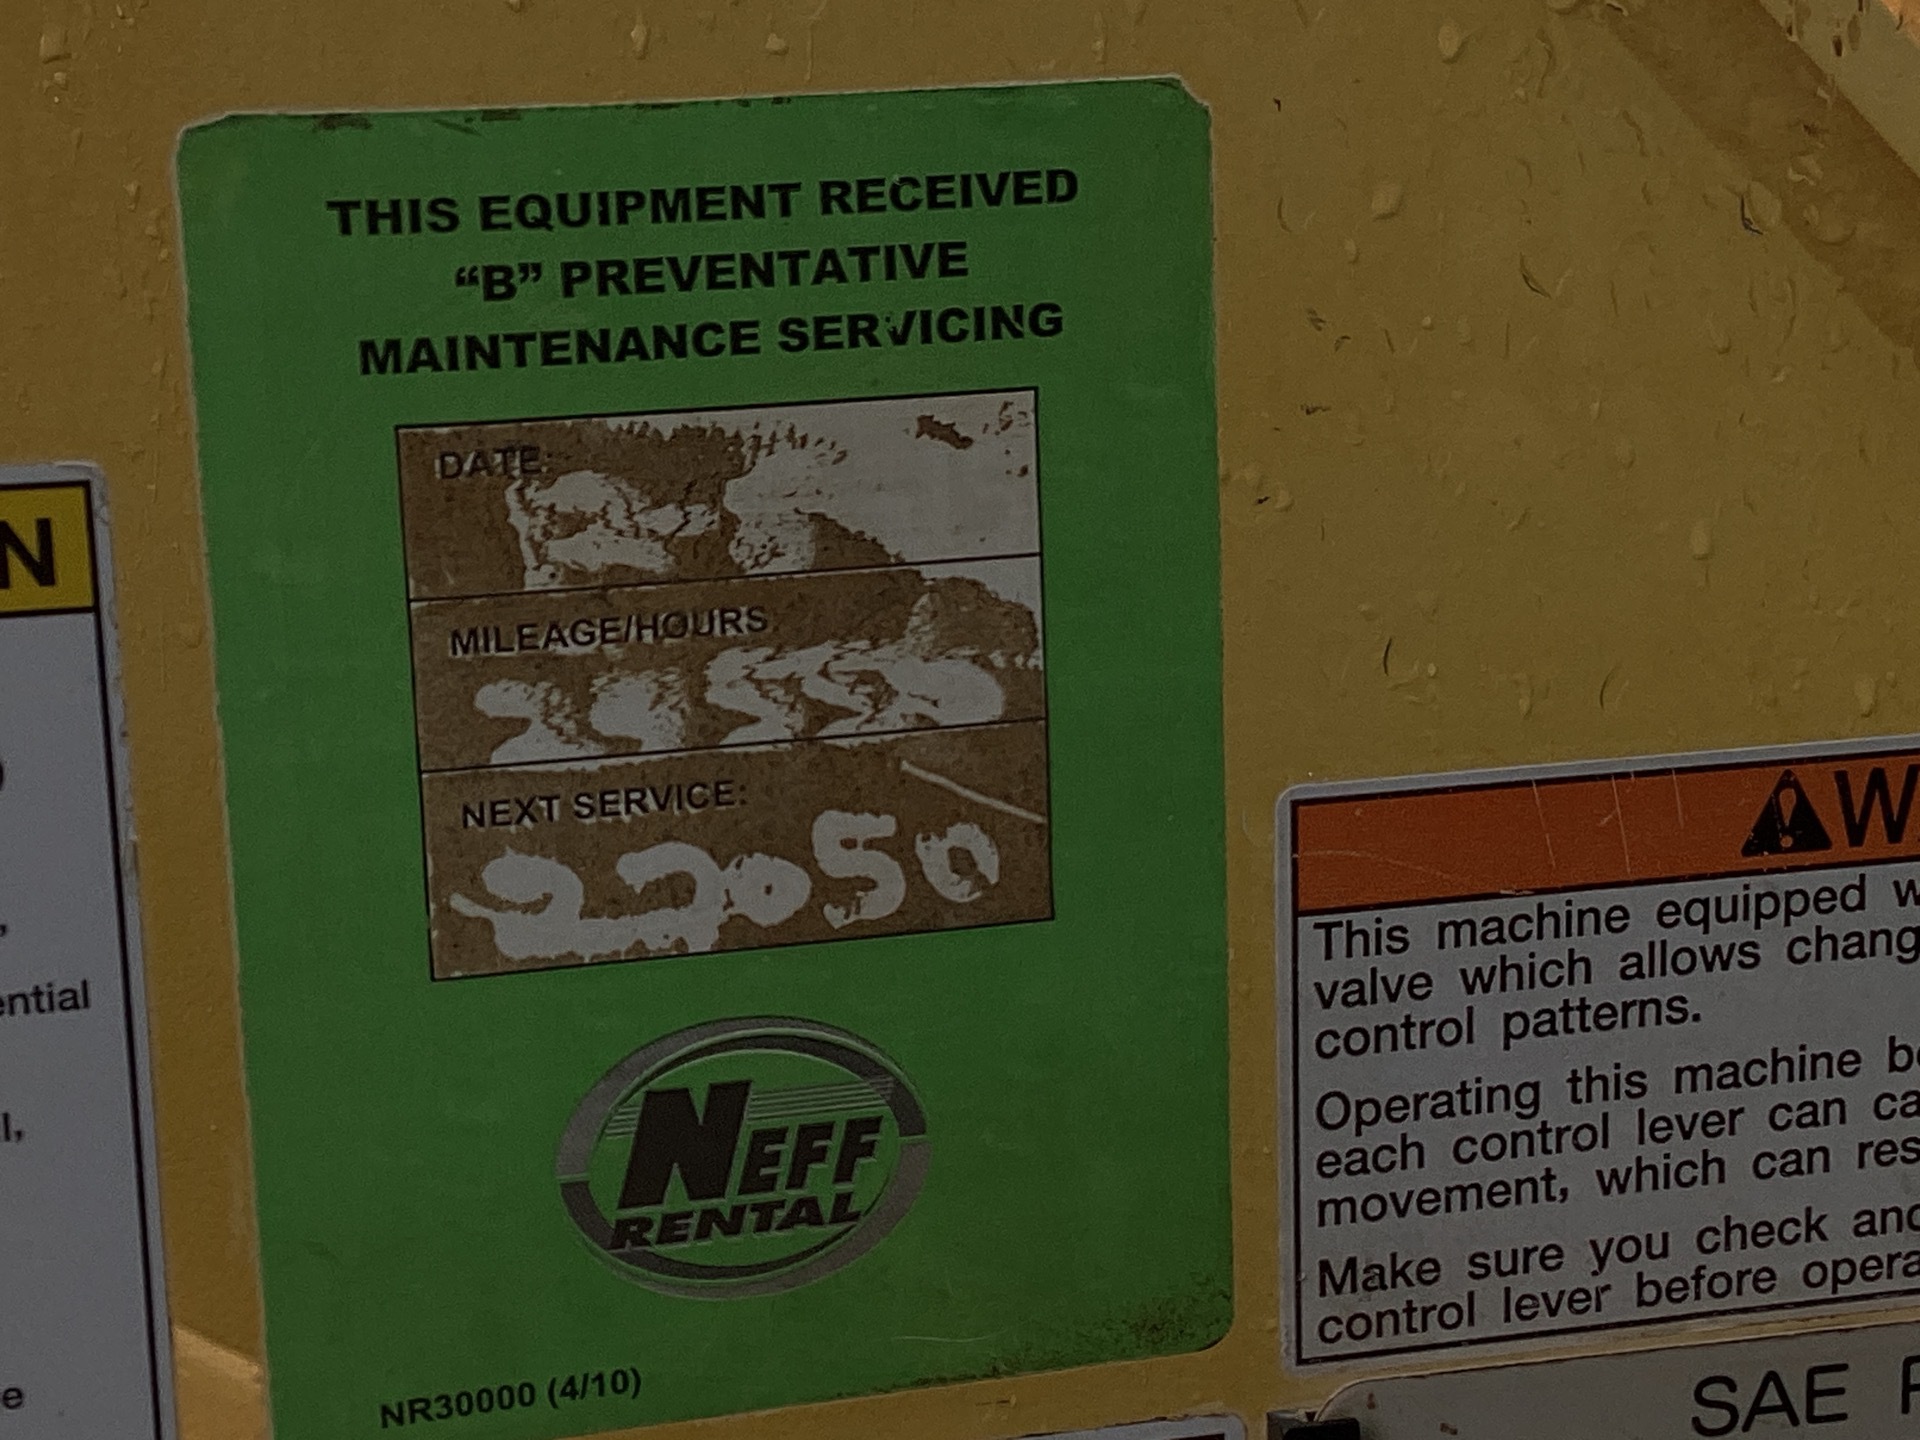 THIS EQUIPMENT RECEIVED
“B” PREVENTATIVE
MAINTENANCE SERVICING
DATE:
MILEAGE/HOURS:
NEXT SERVICE:
22050
NEFF
RENTAL
NR30000 (4/10)
N
ential
l,
e
W
This machine equipped w
valve which allows chang
control patterns.
Operating this machine
each control lever can ca
movement, which can res
Make sure you check and
control lever before opera
SAE